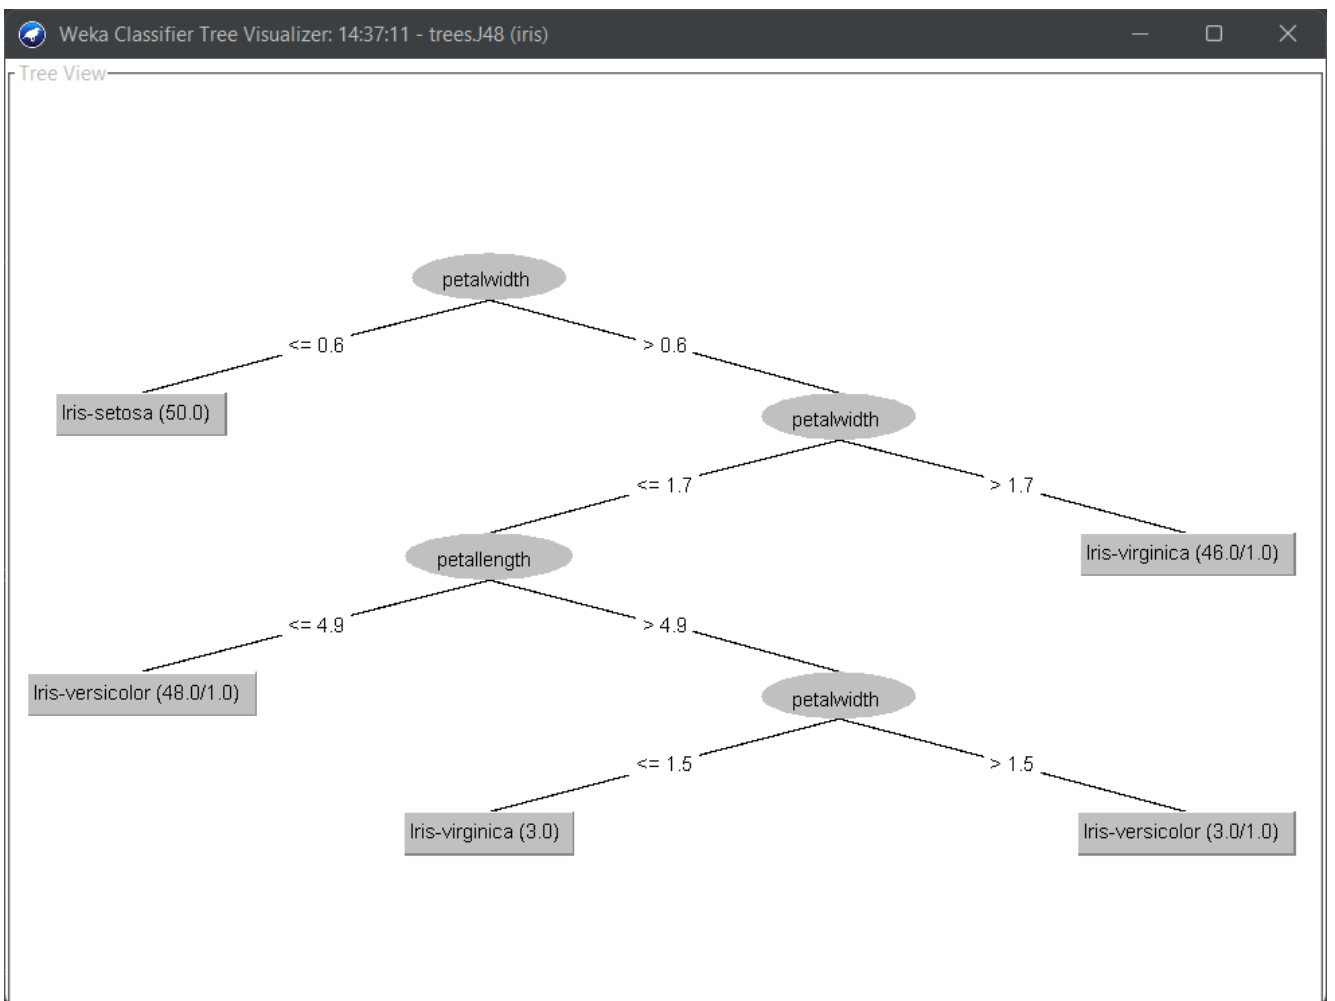 Weka Classifier Tree Visualizer: 14:37:11 - trees.J48 (iris)
Tree View
petalwidth
<= 0.6
> 0.6
Iris-setosa (50.0)
petalwidth
<= 1.7
> 1.7
petallength
Iris-virginica (46.0/1.0)
<= 4.9
> 4.9
Iris-versicolor (48.0/1.0)
petalwidth
<= 1.5
> 1.5
Iris-virginica (3.0)
Iris-versicolor (3.0/1.0)